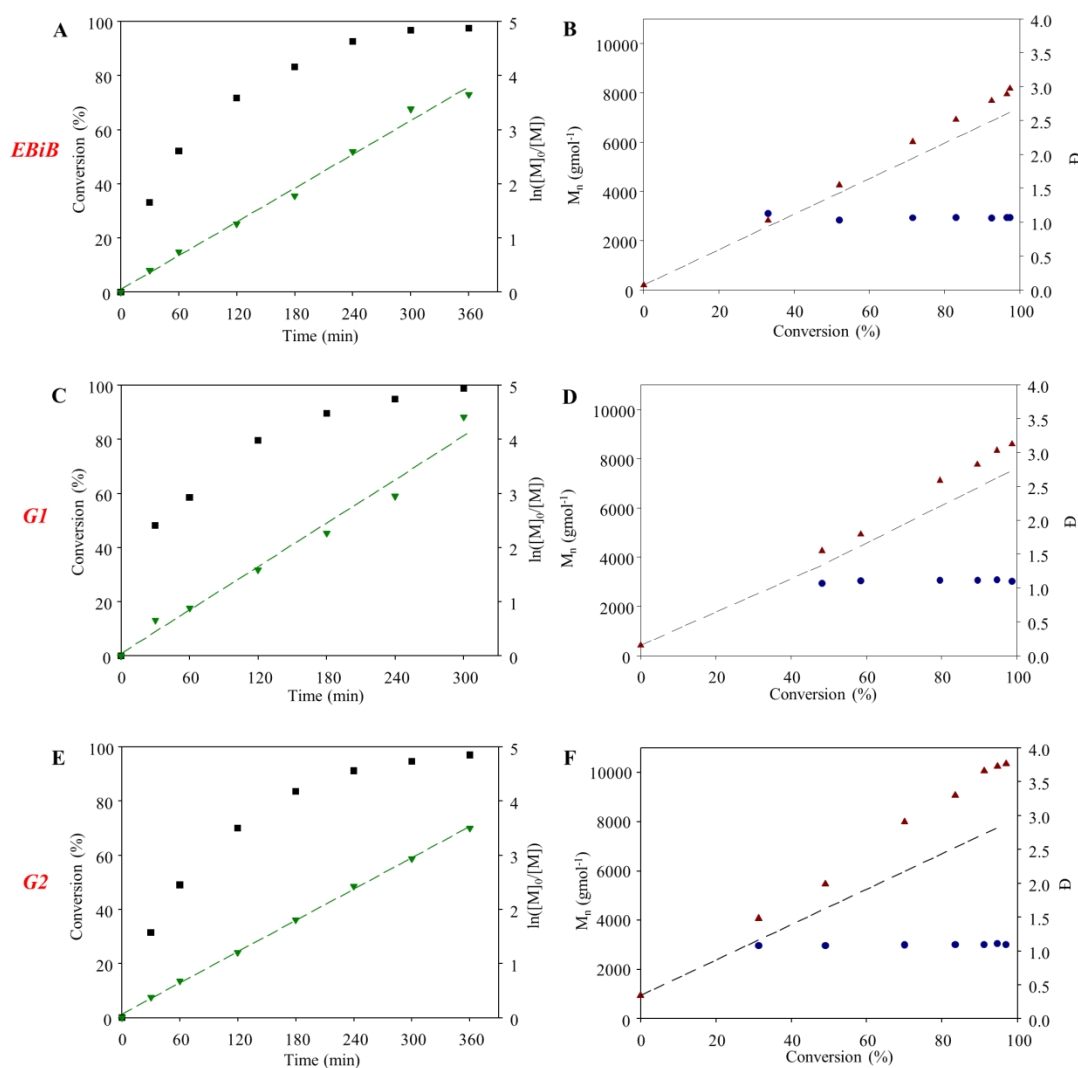 A
B
EBiB
Conversion (%)
ln([M]₀/[M])
100
80
60
40
20
0
5
4
3
2
1
0
0 60 120 180 240 300 360
Time (min)
Mₙ (gmol⁻¹)
Đ
10000
8000
6000
4000
2000
0
4.0
3.5
3.0
2.5
2.0
1.5
1.0
0.5
0.0
0 20 40 60 80 100
Conversion (%)
C
D
G1
Conversion (%)
ln([M]₀/[M])
100
80
60
40
20
0
5
4
3
2
1
0
0 60 120 180 240 300
Time (min)
Mₙ (gmol⁻¹)
Đ
10000
8000
6000
4000
2000
0
4.0
3.5
3.0
2.5
2.0
1.5
1.0
0.5
0.0
0 20 40 60 80 100
Conversion (%)
E
F
G2
Conversion (%)
ln([M]₀/[M])
100
80
60
40
20
0
5
4
3
2
1
0
0 60 120 180 240 300 360
Time (min)
Mₙ (gmol⁻¹)
Đ
10000
8000
6000
4000
2000
0
4.0
3.5
3.0
2.5
2.0
1.5
1.0
0.5
0.0
0 20 40 60 80 100
Conversion (%)